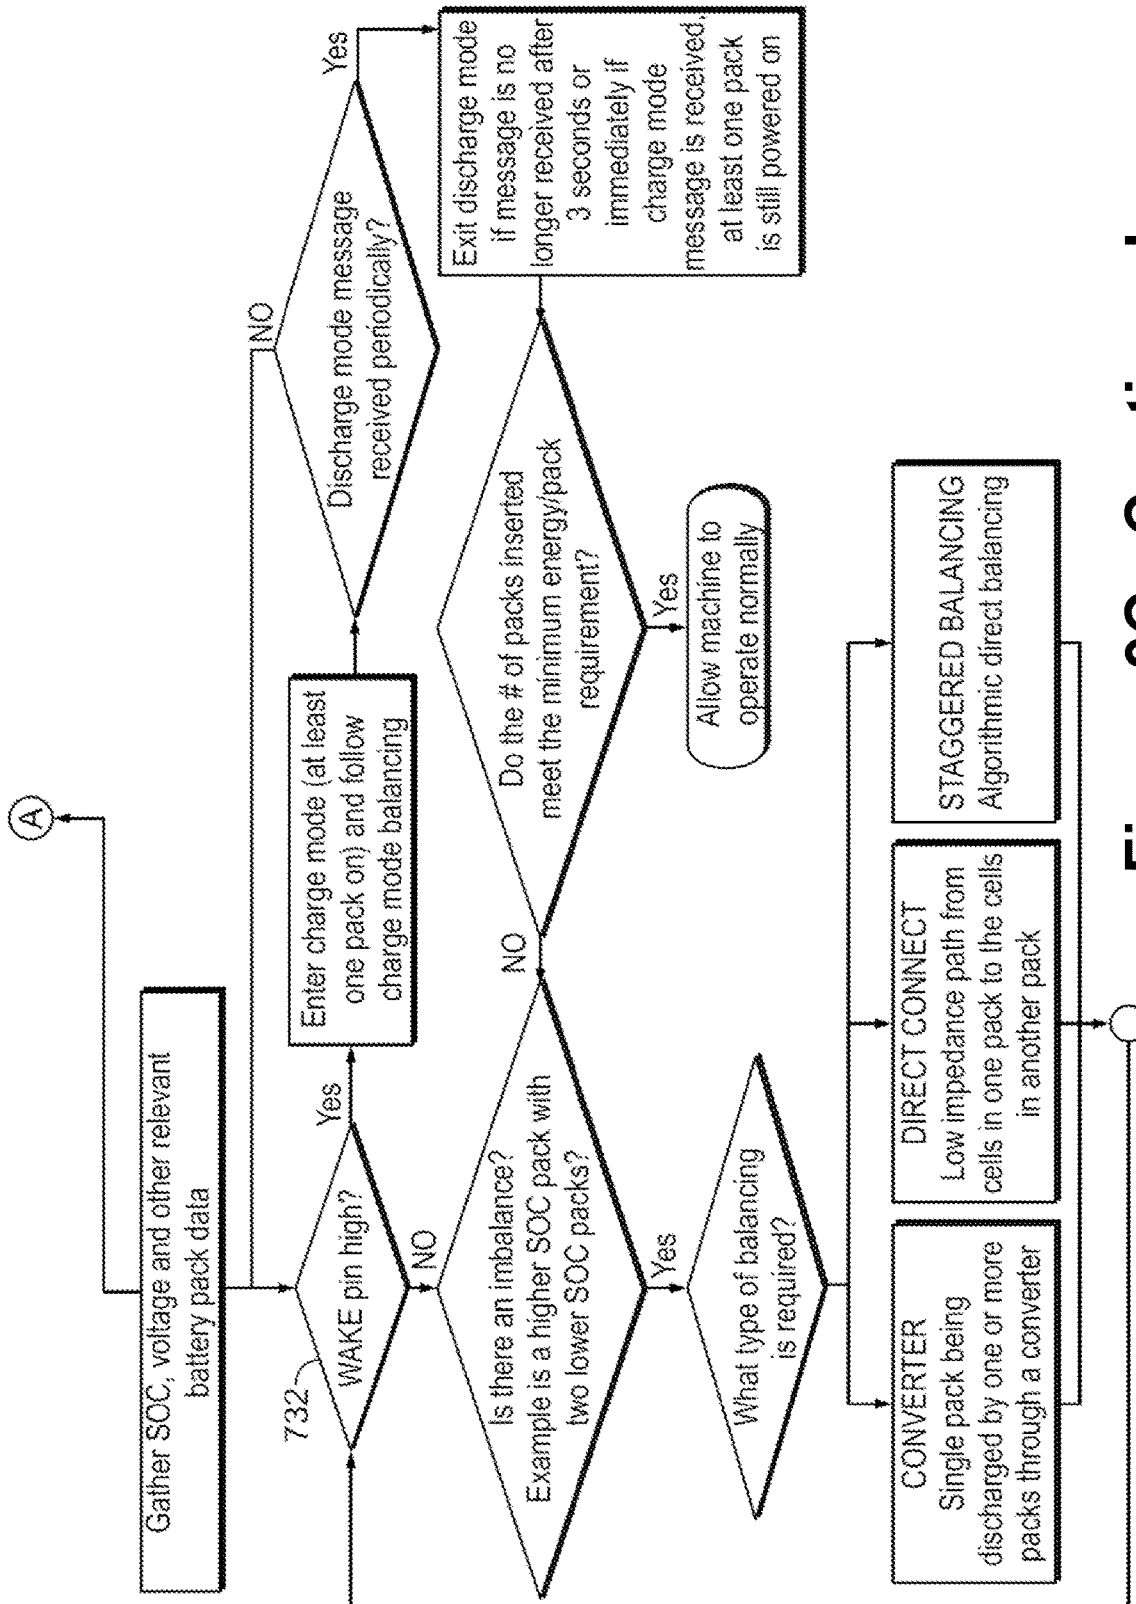 A
Gather SOC, voltage and other relevant
battery pack data
732
WAKE pin high?
Yes
NO
Enter charge mode (at least
one pack on) and follow
charge mode balancing
NO
Discharge mode message
received periodically?
Yes
Exit discharge mode
if message is no
longer received after
3 seconds or
immediately if
charge mode
message is received,
at least one pack
is still powered on
Do the # of packs inserted
meet the minimum energy/pack
requirement?
NO
Yes
Allow machine to
operate normally
Is there an imbalance?
Example is a higher SOC pack with
two lower SOC packs?
Yes
What type of balancing
is required?
CONVERTER
Single pack being
discharged by one or more
packs through a converter
DIRECT CONNECT
Low impedance path from
cells in one pack to the cells
in another pack
STAGGERED BALANCING
Algorithmic direct balancing